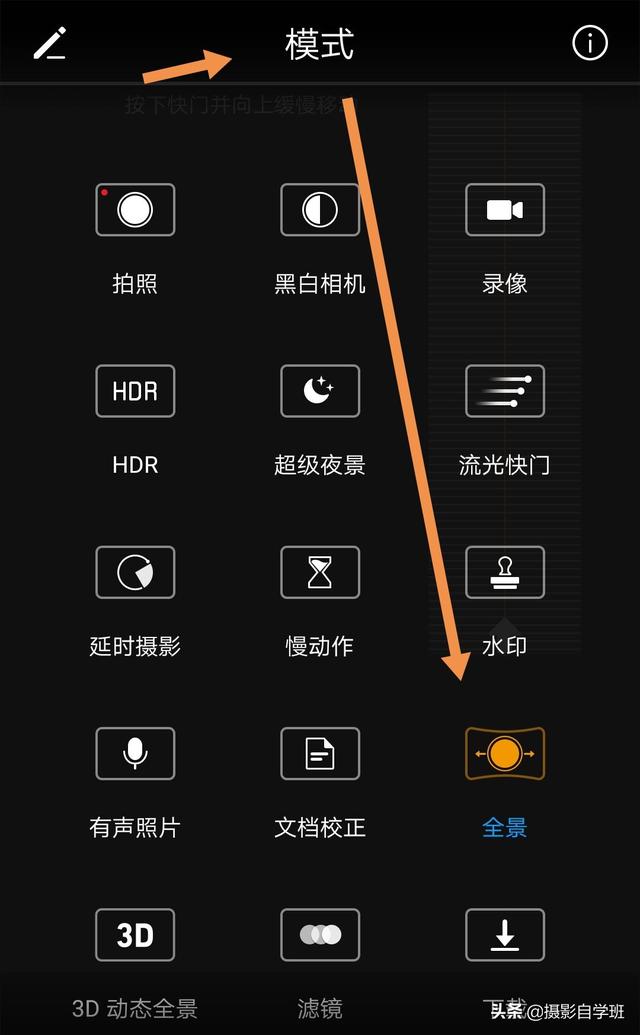 模式
按下快门并向上缓慢移
拍照
黑白相机
录像
HDR
HDR
超级夜景
流光快门
延时摄影
慢动作
水印
有声照片
文档校正
全景
3D
3D 动态全景
滤镜
下载
头条@摄影自学班